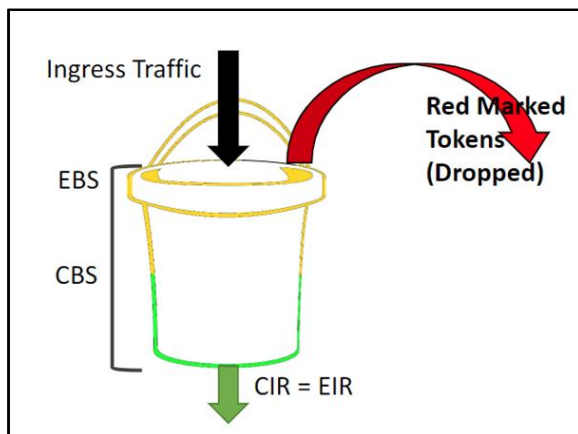 Ingress Traffic
Red Marked
Tokens
(Dropped)
EBS
CBS
CIR = EIR